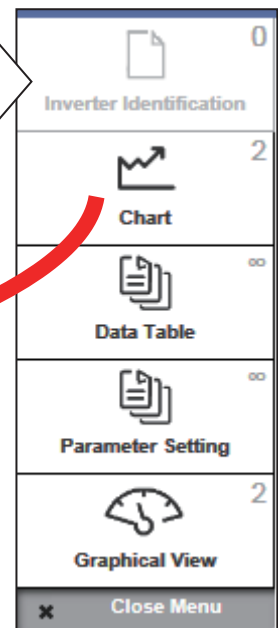 0
Inverter Identification
2
Chart
∞
Data Table
∞
Parameter Setting
2
Graphical View
✖ Close Menu